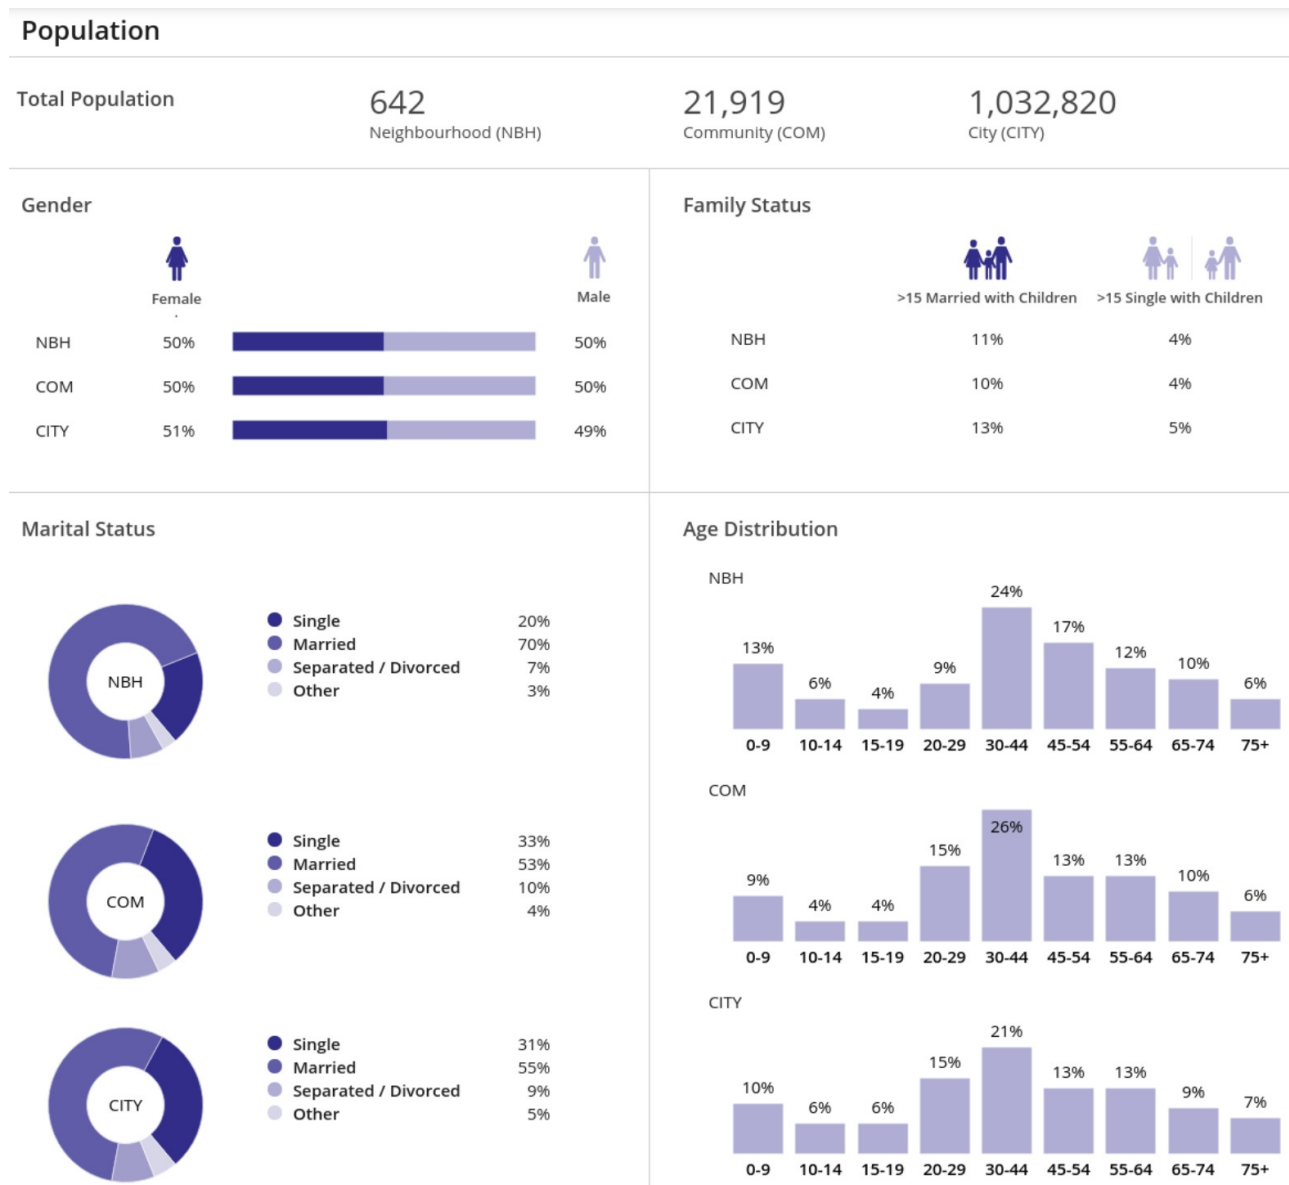 Population
Total Population
642
Neighbourhood (NBH)
21,919
Community (COM)
1,032,820
City (CITY)
Gender
Female
Male
NBH 50% 50%
COM 50% 50%
CITY 51% 49%
Family Status
>15 Married with Children >15 Single with Children
NBH 11% 4%
COM 10% 4%
CITY 13% 5%
Marital Status
NBH
Single 20%
Married 70%
Separated / Divorced 7%
Other 3%
COM
Single 33%
Married 53%
Separated / Divorced 10%
Other 4%
CITY
Single 31%
Married 55%
Separated / Divorced 9%
Other 5%
Age Distribution
NBH
13% 6% 4% 9% 24% 17% 12% 10% 6%
0-9 10-14 15-19 20-29 30-44 45-54 55-64 65-74 75+
COM
9% 4% 4% 15% 26% 13% 13% 10% 6%
0-9 10-14 15-19 20-29 30-44 45-54 55-64 65-74 75+
CITY
10% 6% 6% 15% 21% 13% 13% 9% 7%
0-9 10-14 15-19 20-29 30-44 45-54 55-64 65-74 75+